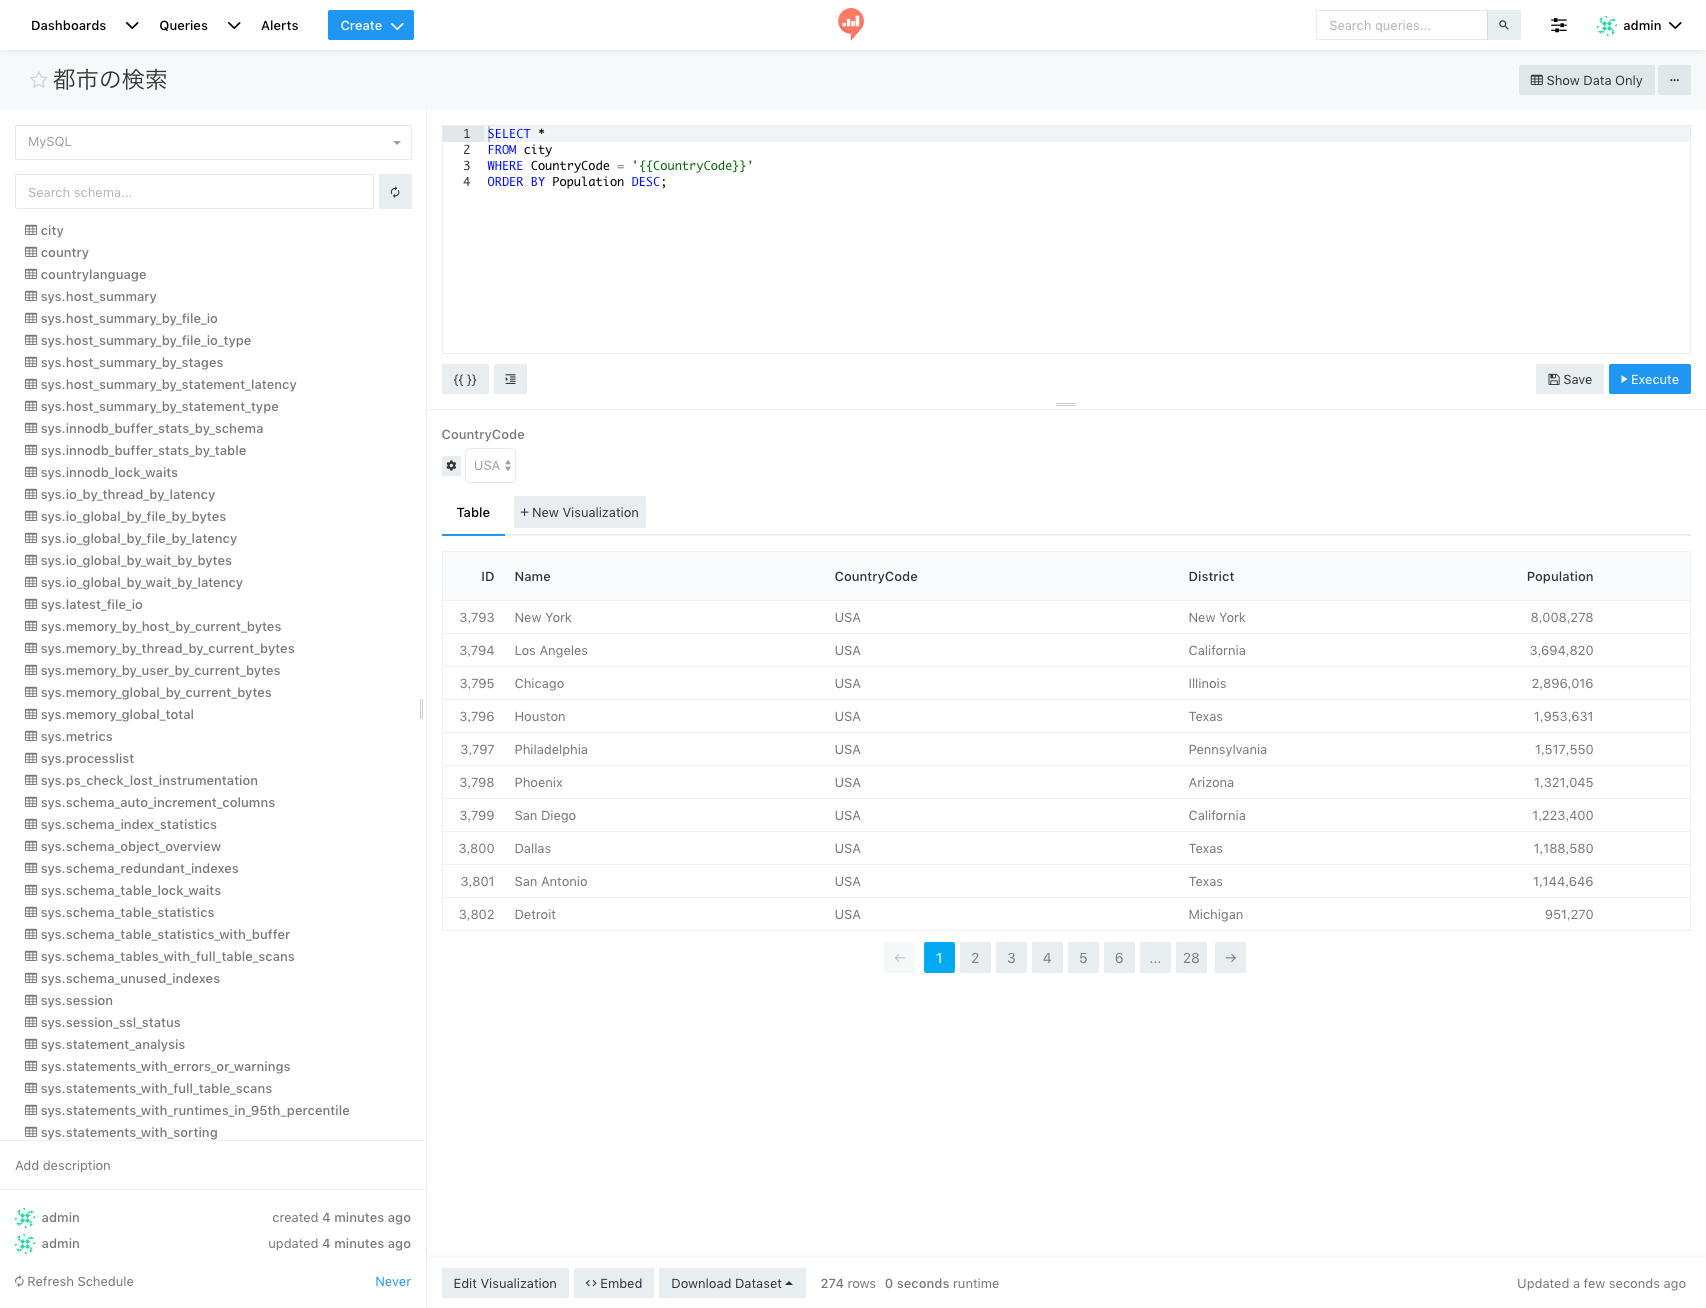 Dashboards Queries Alerts Create Search queries... admin
都市の検索 Show Data Only ...
MySQL
Search schema...
city
country
countrylanguage
sys.host_summary
sys.host_summary_by_file_io
sys.host_summary_by_file_io_type
sys.host_summary_by_stages
sys.host_summary_by_statement_latency
sys.host_summary_by_statement_type
sys.innodb_buffer_stats_by_schema
sys.innodb_buffer_stats_by_table
sys.innodb_lock_waits
sys.io_by_thread_by_latency
sys.io_global_by_file_by_bytes
sys.io_global_by_file_by_latency
sys.io_global_by_wait_by_bytes
sys.io_global_by_wait_by_latency
sys.latest_file_io
sys.memory_by_host_by_current_bytes
sys.memory_by_thread_by_current_bytes
sys.memory_by_user_by_current_bytes
sys.memory_global_by_current_bytes
sys.memory_global_total
sys.metrics
sys.processlist
sys.ps_check_lost_instrumentation
sys.schema_auto_increment_columns
sys.schema_index_statistics
sys.schema_object_overview
sys.schema_redundant_indexes
sys.schema_table_lock_waits
sys.schema_table_statistics
sys.schema_table_statistics_with_buffer
sys.schema_tables_with_full_table_scans
sys.schema_unused_indexes
sys.session
sys.session_ssl_status
sys.statement_analysis
sys.statements_with_errors_or_warnings
sys.statements_with_full_table_scans
sys.statements_with_runtimes_in_95th_percentile
sys.statements_with_sorting
Add description
admin created 4 minutes ago
admin updated 4 minutes ago
Refresh Schedule Never
1 SELECT *
2 FROM city
3 WHERE CountryCode = '{{CountryCode}}'
4 ORDER BY Population DESC;
{{ }} Save Execute
CountryCode
USA
Table + New Visualization
ID Name CountryCode District Population
3,793 New York USA New York 8,008,278
3,794 Los Angeles USA California 3,694,820
3,795 Chicago USA Illinois 2,896,016
3,796 Houston USA Texas 1,953,631
3,797 Philadelphia USA Pennsylvania 1,517,550
3,798 Phoenix USA Arizona 1,321,045
3,799 San Diego USA California 1,223,400
3,800 Dallas USA Texas 1,188,580
3,801 San Antonio USA Texas 1,144,646
3,802 Detroit USA Michigan 951,270
← 1 2 3 4 5 6 ... 28 →
Edit Visualization <> Embed Download Dataset 274 rows 0 seconds runtime Updated a few seconds ago